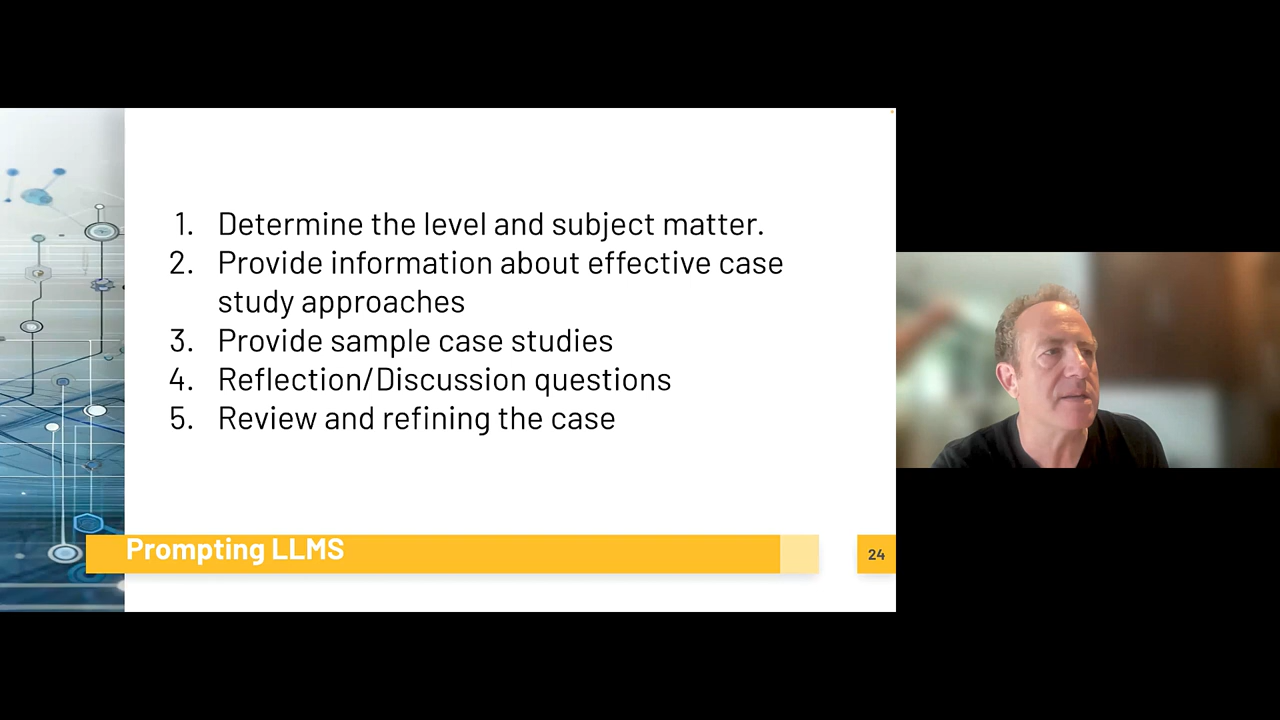 1. Determine the level and subject matter.
2. Provide information about effective case
study approaches
3. Provide sample case studies
4. Reflection/Discussion questions
5. Review and refining the case
Prompting LLMS
24